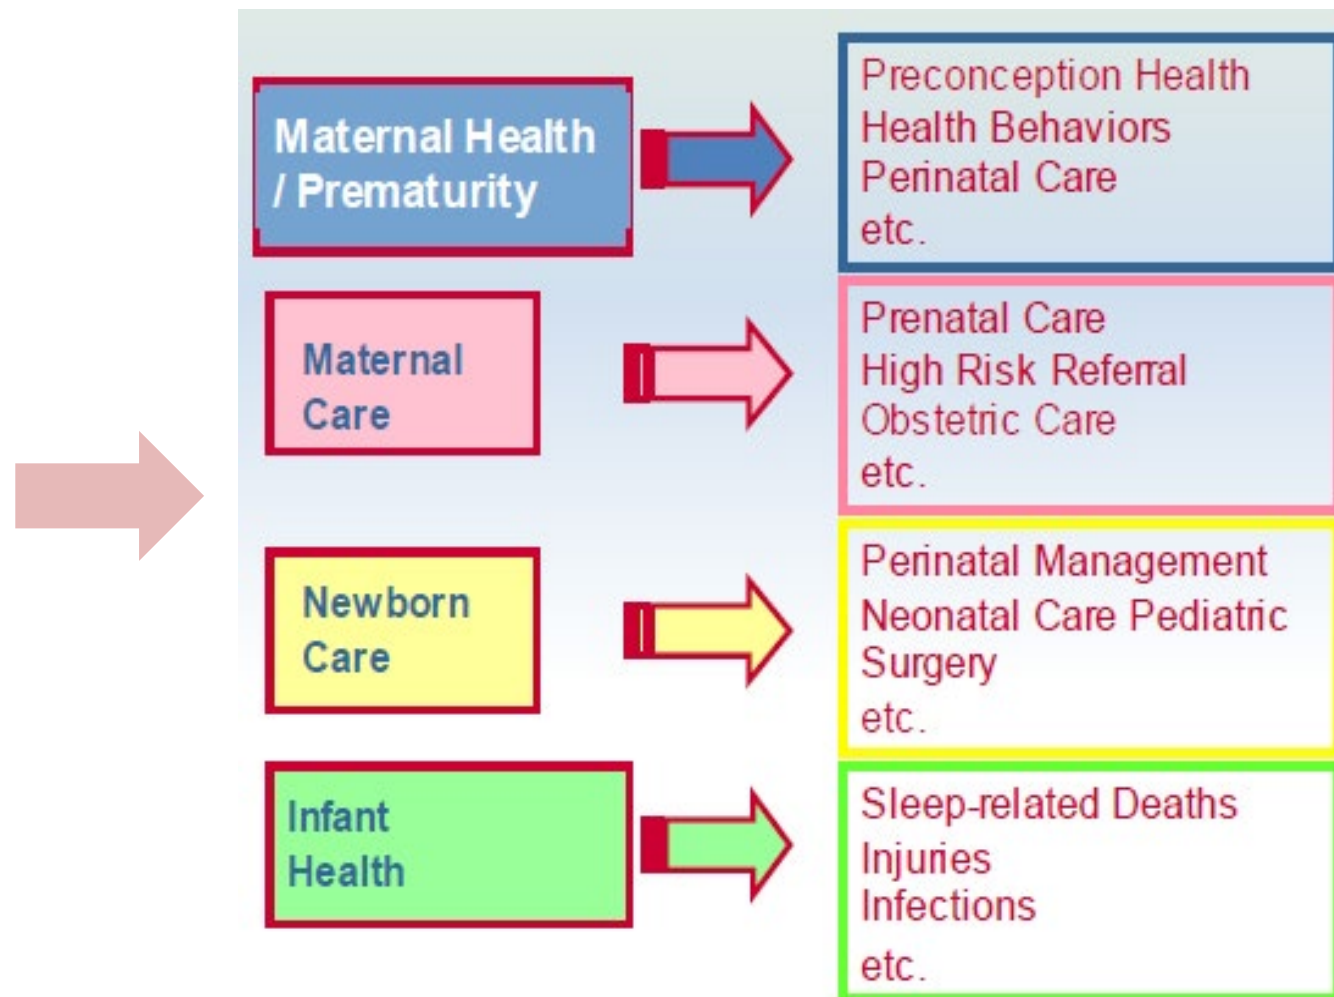 Maternal Health
/ Prematurity
Preconception Health
Health Behaviors
Perinatal Care
etc.
Maternal
Care
Prenatal Care
High Risk Referral
Obstetric Care
etc.
Newborn
Care
Perinatal Management
Neonatal Care Pediatric
Surgery
etc.
Infant
Health
Sleep-related Deaths
Injuries
Infections
etc.